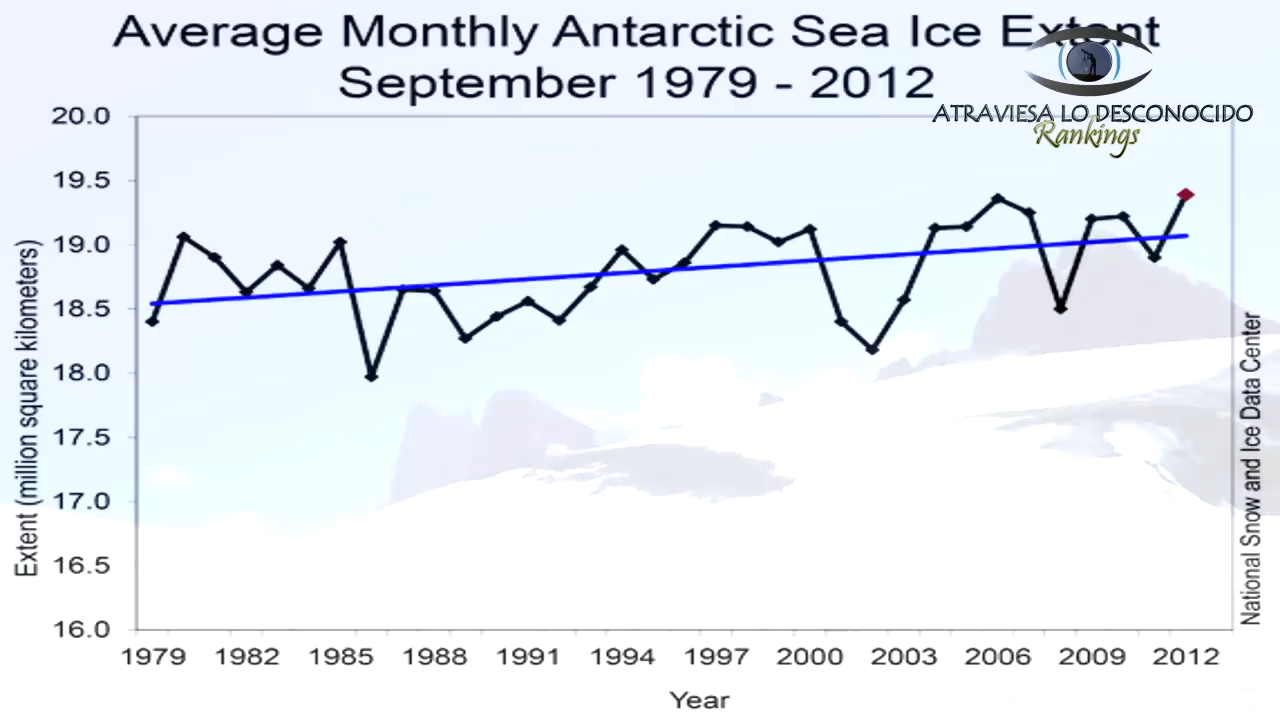 Average Monthly Antarctic Sea Ice Extent
September 1979 - 2012
ATRAVIESA LO DESCONOCIDO
Rankings
20.0
19.5
19.0
18.5
18.0
17.5
17.0
16.5
16.0
Extent (million square kilometers)
National Snow and Ice Data Center
1979 1982 1985 1988 1991 1994 1997 2000 2003 2006 2009 2012
Year